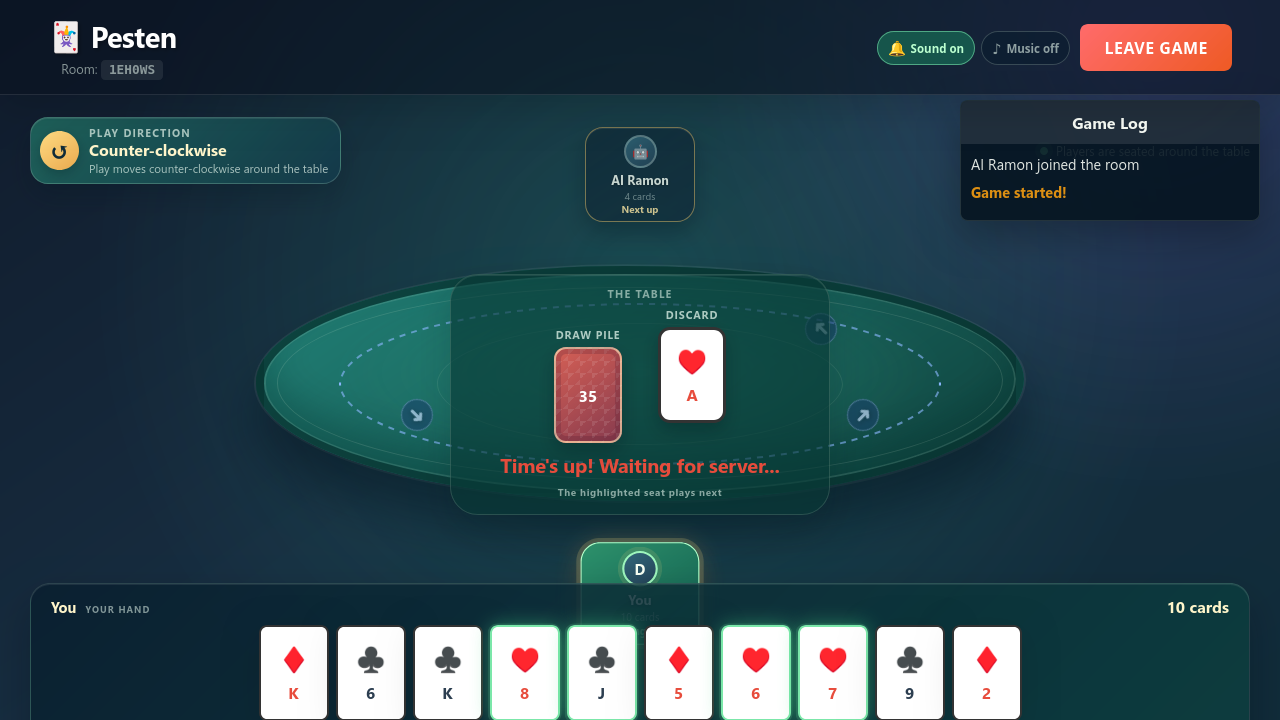 Pesten
Room: 1EH0WS
Sound on
Music off
LEAVE GAME
PLAY DIRECTION
Counter-clockwise
Play moves counter-clockwise around the table
AI Ramon
4 cards
Next up
Game Log
Players are seated around the table
AI Ramon joined the room
Game started!
THE TABLE
DRAW PILE
35
DISCARD
A
Time's up! Waiting for server...
The highlighted seat plays next
D
You
You YOUR HAND
10 cards
K
6
K
8
J
5
6
7
9
2